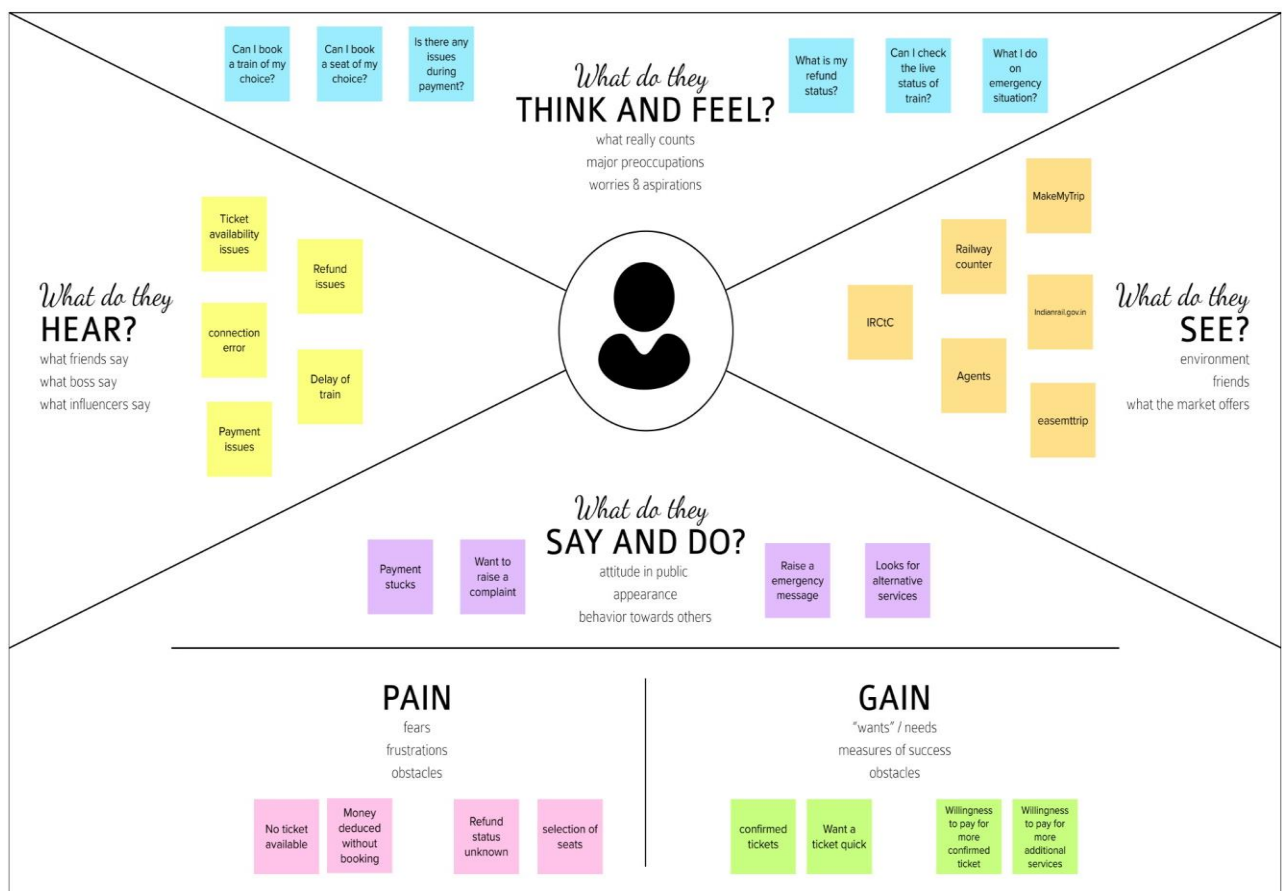 Can I book
a train of my
choice?
Can I book
a seat of my
choice?
Is there any
issues
during
payment?
What do they
THINK AND FEEL?
what really counts
major preoccupations
worries & aspirations
What is my
refund
status?
Can I check
the live
status of
train?
What I do
on
emergency
situation?
What do they
HEAR?
what friends say
what boss say
what influencers say
Ticket
availability
issues
Refund
issues
connection
error
Delay of
train
Payment
issues
MakeMyTrip
Railway
counter
IRCtC
Indianrail.gov.in
Agents
easemttrip
What do they
SEE?
environment
friends
what the market offers
What do they
SAY AND DO?
attitude in public
appearance
behavior towards others
Payment
stucks
Want to
raise a
complaint
Raise a
emergency
message
Looks for
alternative
services
PAIN
fears
frustrations
obstacles
No ticket
available
Money
deduced
without
booking
Refund
status
unknown
selection of
seats
GAIN
"wants" / needs
measures of success
obstacles
confirmed
tickets
Want a
ticket quick
Willingness
to pay for
more
confirmed
ticket
Willingness
to pay for
more
additional
services